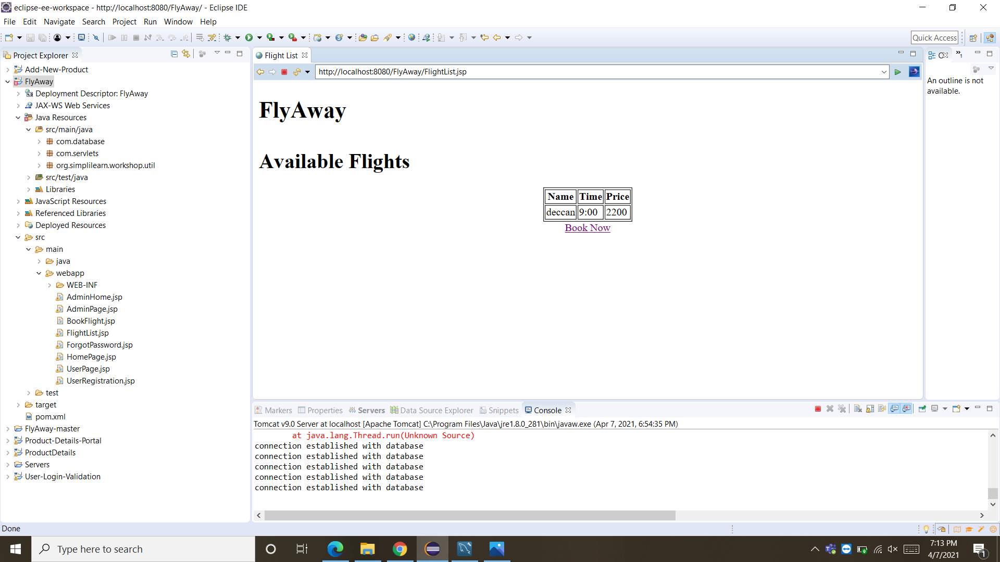 eclipse-ee-workspace - http://localhost:8080/FlyAway/ - Eclipse IDE
File Edit Navigate Search Project Run Window Help
Quick Access
Project Explorer
Add-New-Product
FlyAway
Deployment Descriptor: FlyAway
JAX-WS Web Services
Java Resources
src/main/java
com.database
com.servlets
org.simplilearn.workshop.util
src/test/java
Libraries
JavaScript Resources
Referenced Libraries
Deployed Resources
src
main
java
webapp
WEB-INF
AdminHome.jsp
AdminPage.jsp
BookFlight.jsp
FlightList.jsp
ForgotPassword.jsp
HomePage.jsp
UserPage.jsp
UserRegistration.jsp
test
target
pom.xml
FlyAway-master
Product-Details-Portal
ProductDetails
Servers
User-Login-Validation
Flight List
http://localhost:8080/FlyAway/FlightList.jsp
FlyAway
Available Flights
Name Time Price
deccan 9:00 2200
Book Now
An outline is not
available.
Markers Properties Servers Data Source Explorer Snippets Console
Tomcat v9.0 Server at localhost [Apache Tomcat] C:\Program Files\Java\jre1.8.0_281\bin\javaw.exe (Apr 7, 2021, 6:54:35 PM)
at java.lang.Thread.run(Unknown Source)
connection established with database
connection established with database
connection established with database
connection established with database
connection established with database
Done
Type here to search
7:13 PM
4/7/2021
1